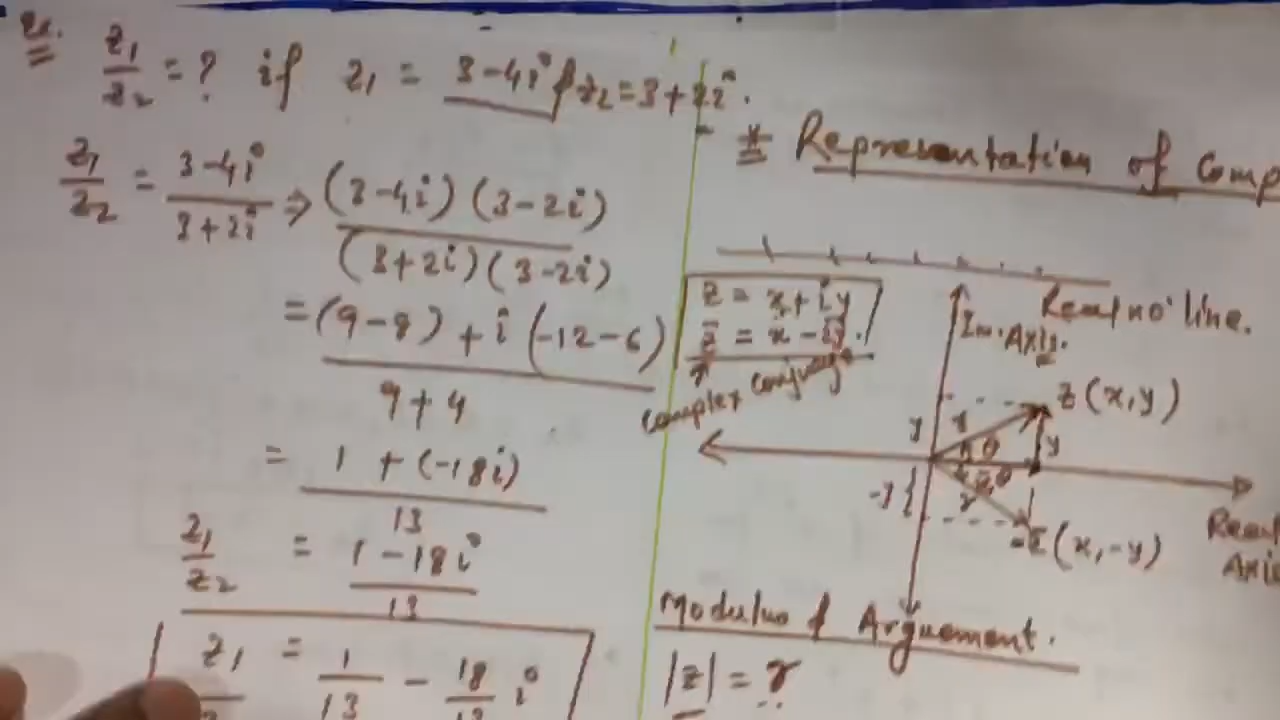 Ex. z₁/z₂ = ? if z₁ = 3-4i & z₂ = 3+2i.
z₁/z₂ = 3-4i / 3+2i ⇒ (3-4i)(3-2i) / (3+2i)(3-2i)
= (9-8) + i(-12-6) / 9+4
= 1 + (-18i) / 13
z₁/z₂ = 1-18i / 13
z₁ = 1/13 - 18/13 i
* Representation of Comp
Real no. line.
z = x+iy
z̄ = x-iy.
Complex Conjugate
Im. Axis.
z(x,y)
y
r
θ
y
x
-θ
-y
r
z̄(x,-y)
Real
Axis
Modulus & Arguement.
|z| = r